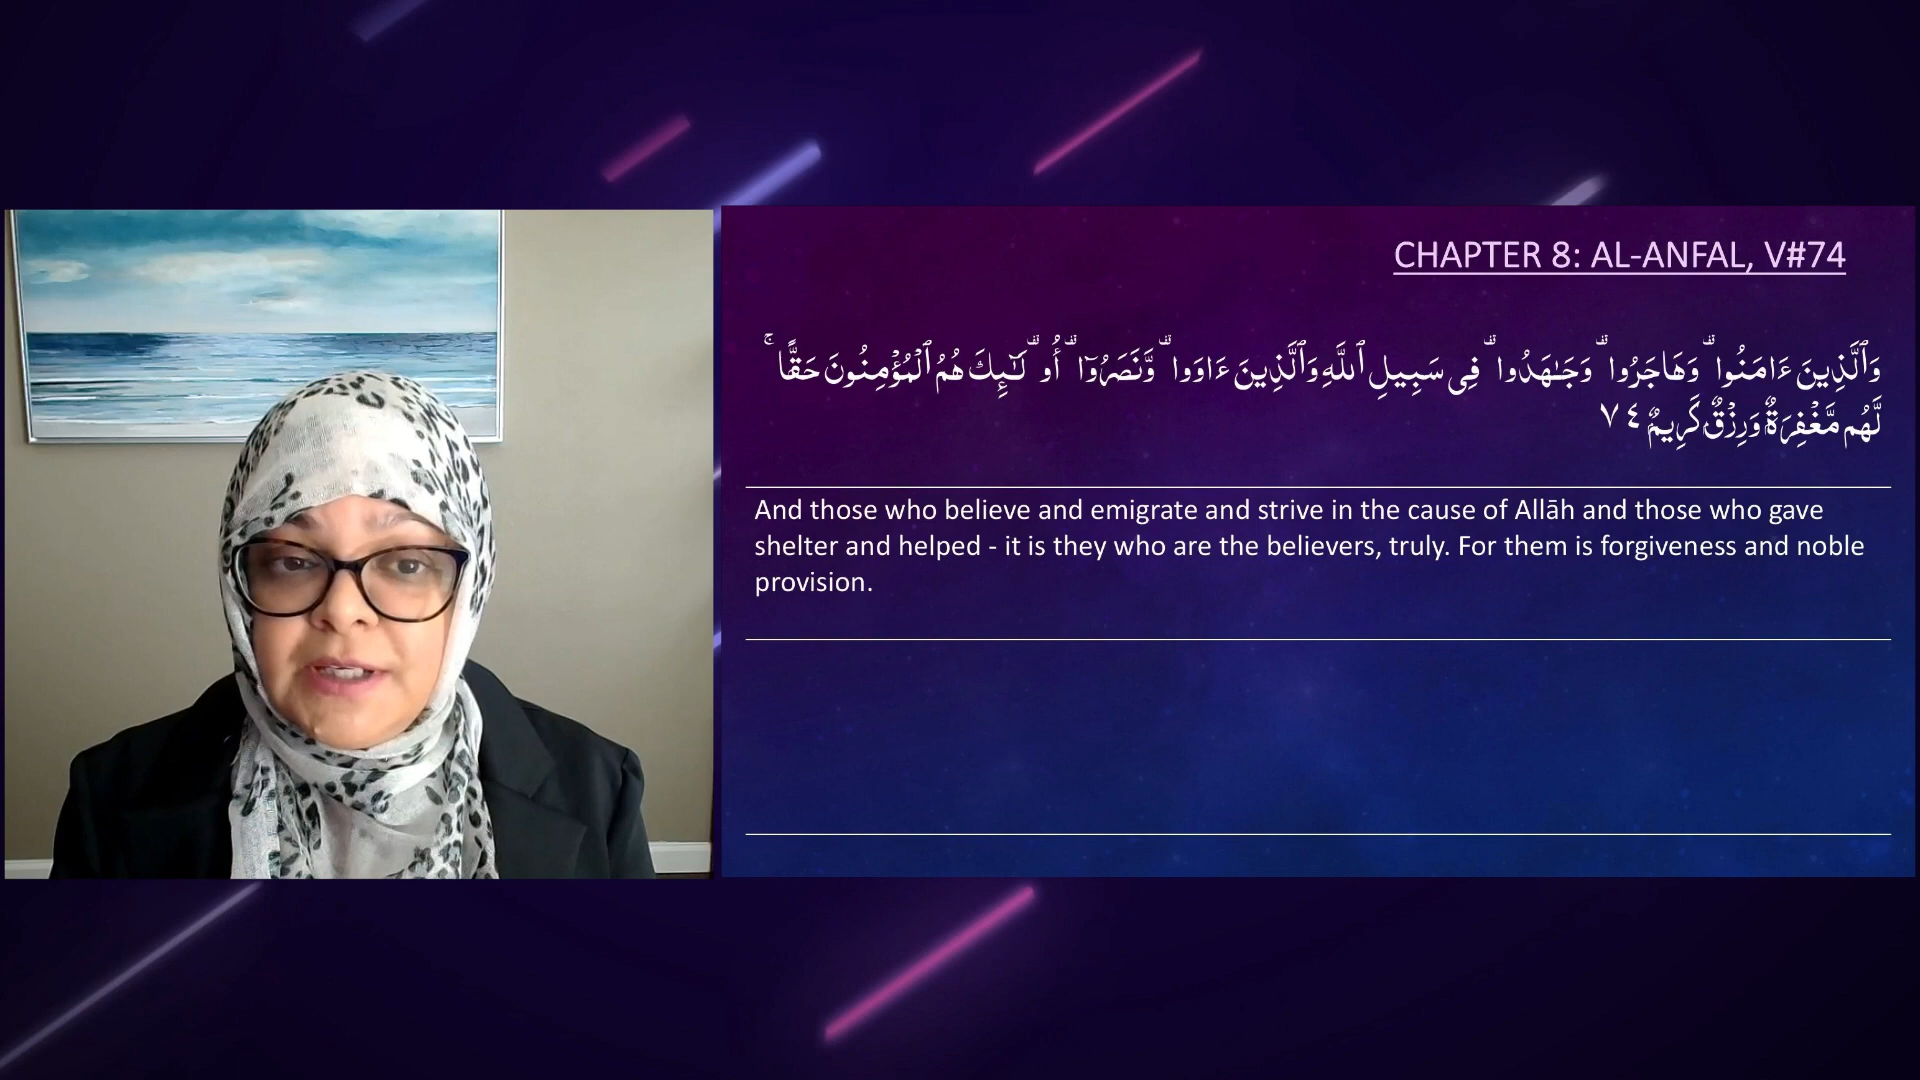 CHAPTER 8: AL-ANFAL, V#74
وَٱلَّذِينَ ءَامَنُوا۟ وَهَاجَرُوا۟ وَجَـٰهَدُوا۟ فِى سَبِيلِ ٱللَّهِ وَٱلَّذِينَ ءَاوَوا۟ وَّنَصَرُوٓا۟ أُو۟لَـٰٓئِكَ هُمُ ٱلْمُؤْمِنُونَ حَقًّا ۚ
لَّهُم مَّغْفِرَةٌ وَرِزْقٌ كَرِيمٌ ٧٤
And those who believe and emigrate and strive in the cause of Allāh and those who gave
shelter and helped - it is they who are the believers, truly. For them is forgiveness and noble
provision.